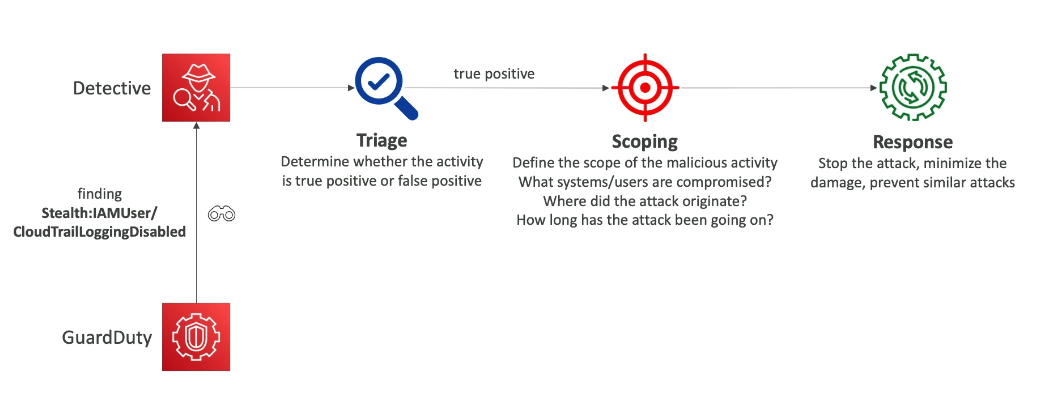 Detective
true positive
Triage
Determine whether the activity
is true positive or false positive
Scoping
Define the scope of the malicious activity
What systems/users are compromised?
Where did the attack originate?
How long has the attack been going on?
Response
Stop the attack, minimize the
damage, prevent similar attacks
finding
Stealth:IAMUser/
CloudTrailLoggingDisabled
GuardDuty